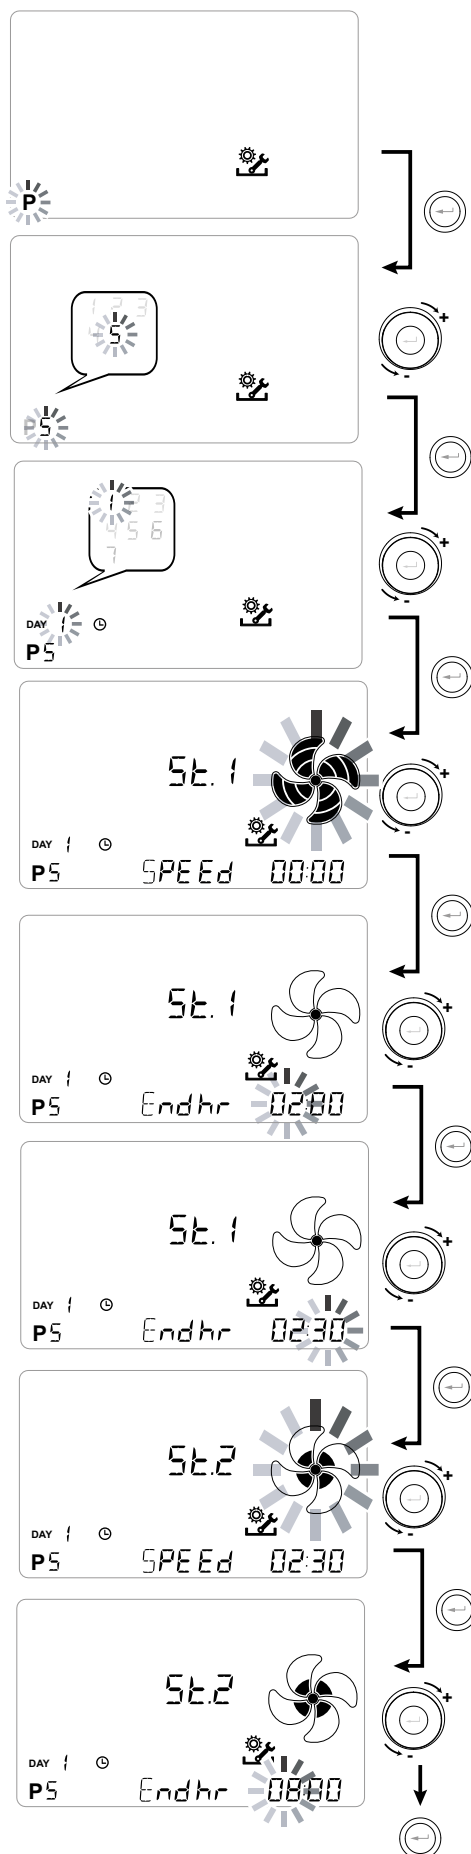 P
+
-
1 2 3
4 5
P5
+
-
1 2 3
4 5 6
7
DAY 1
P5
+
-
St. 1
DAY 1
P5 SPEEd 00:00
+
-
St. 1
DAY 1
P5 Endhr 02:00
+
-
St. 1
DAY 1
P5 Endhr 02:30
+
-
St.2
DAY 1
P5 SPEEd 02:30
+
-
St.2
DAY 1
P5 Endhr 08:00
+
-